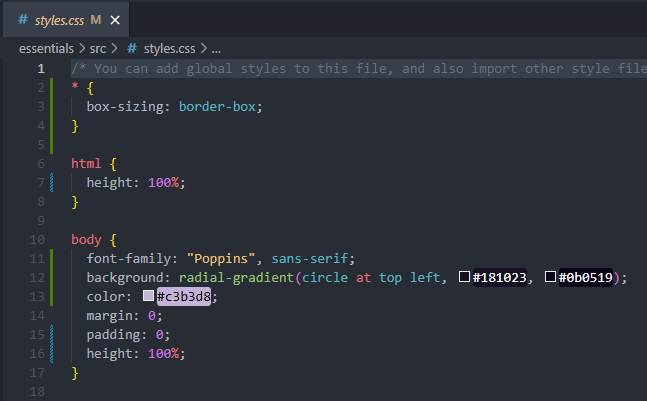 # styles.css M ×
essentials > src > # styles.css > ...
1 /* You can add global styles to this file, and also import other style file
2 * {
3 box-sizing: border-box;
4 }
5
6 html {
7 height: 100%;
8 }
9
10 body {
11 font-family: "Poppins", sans-serif;
12 background: radial-gradient(circle at top left, #181023, #0b0519);
13 color: #c3b3d8;
14 margin: 0;
15 padding: 0;
16 height: 100%;
17 }
18